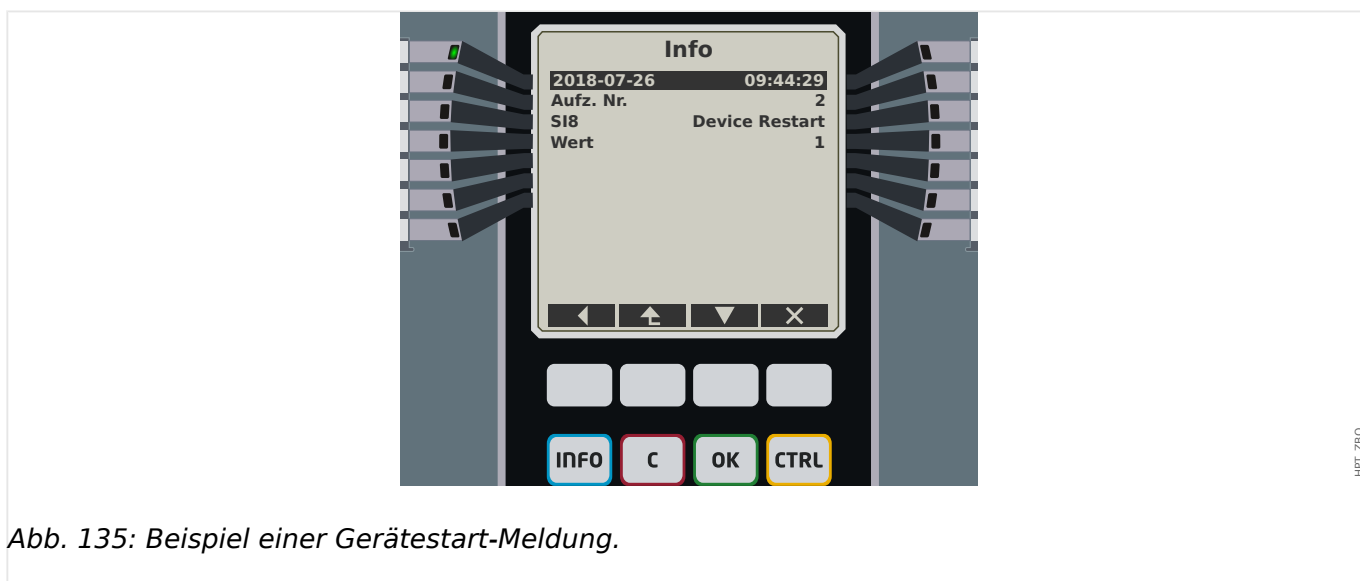 Info
2018-07-26 09:44:29
Aufz. Nr. 2
SI8 Device Restart
Wert 1
INFO C OK CTRL
HPT_ZBO
Abb. 135: Beispiel einer Gerätestart-Meldung.